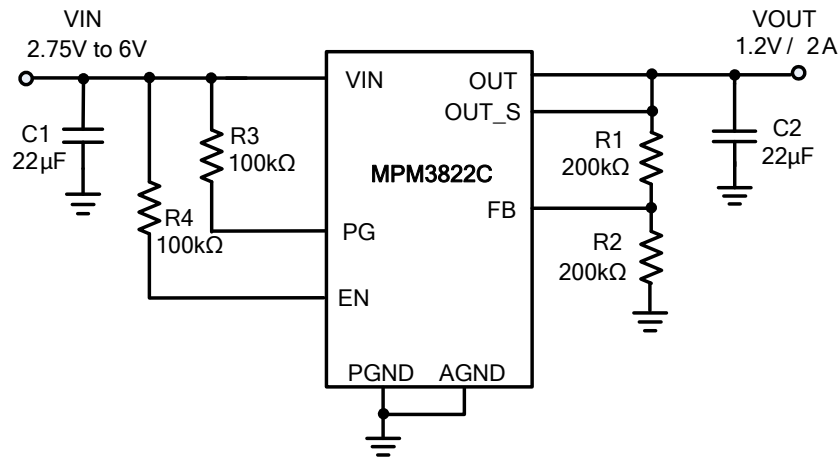 VIN
2.75V to 6V
VOUT
1.2V / 2A
VIN
OUT
OUT_S
C1
22µF
R3
100kΩ
R1
200kΩ
C2
22µF
MPM3822C
R4
100kΩ
PG
FB
R2
200kΩ
EN
PGND
AGND